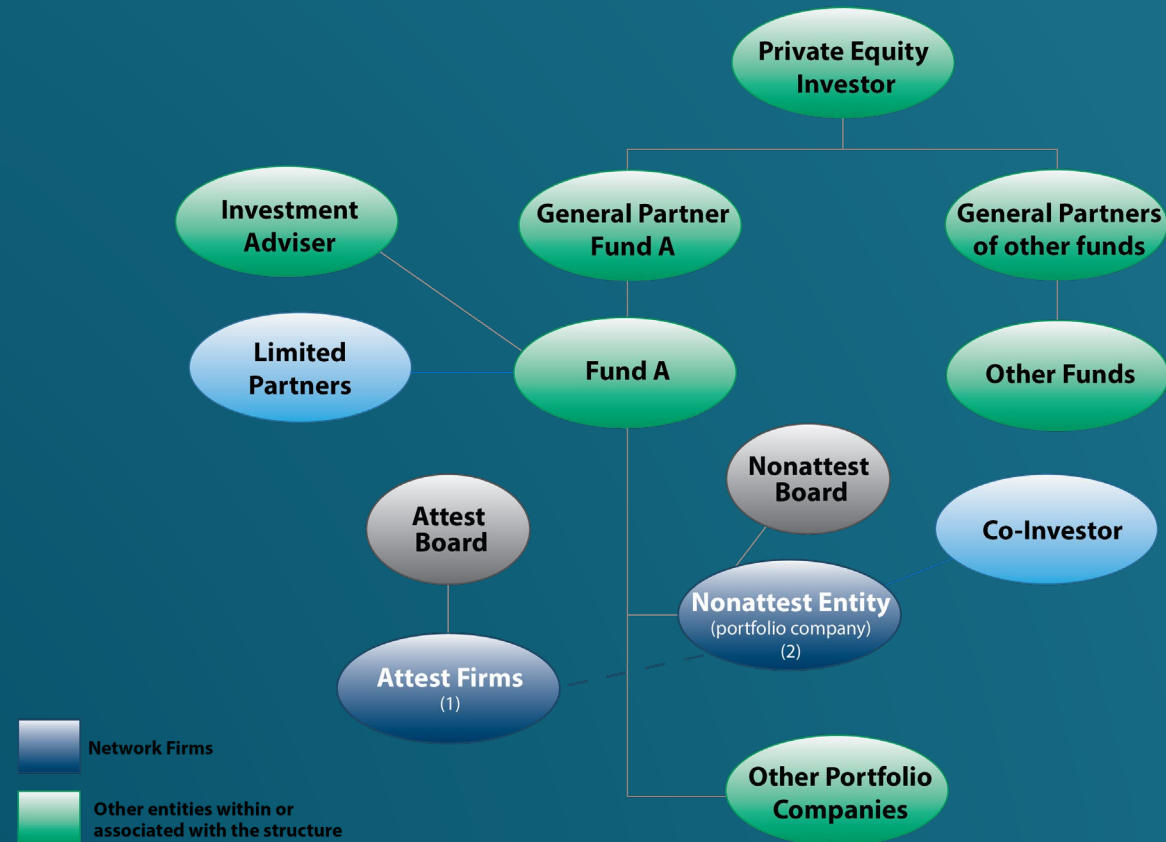 Private Equity
Investor
Investment
Adviser
General Partner
Fund A
General Partners
of other funds
Limited
Partners
Fund A
Other Funds
Nonattest
Board
Attest
Board
Co-Investor
Nonattest Entity
(portfolio company)
(2)
Attest Firms
(1)
Network Firms
Other Portfolio
Companies
Other entities within or
associated with the structure